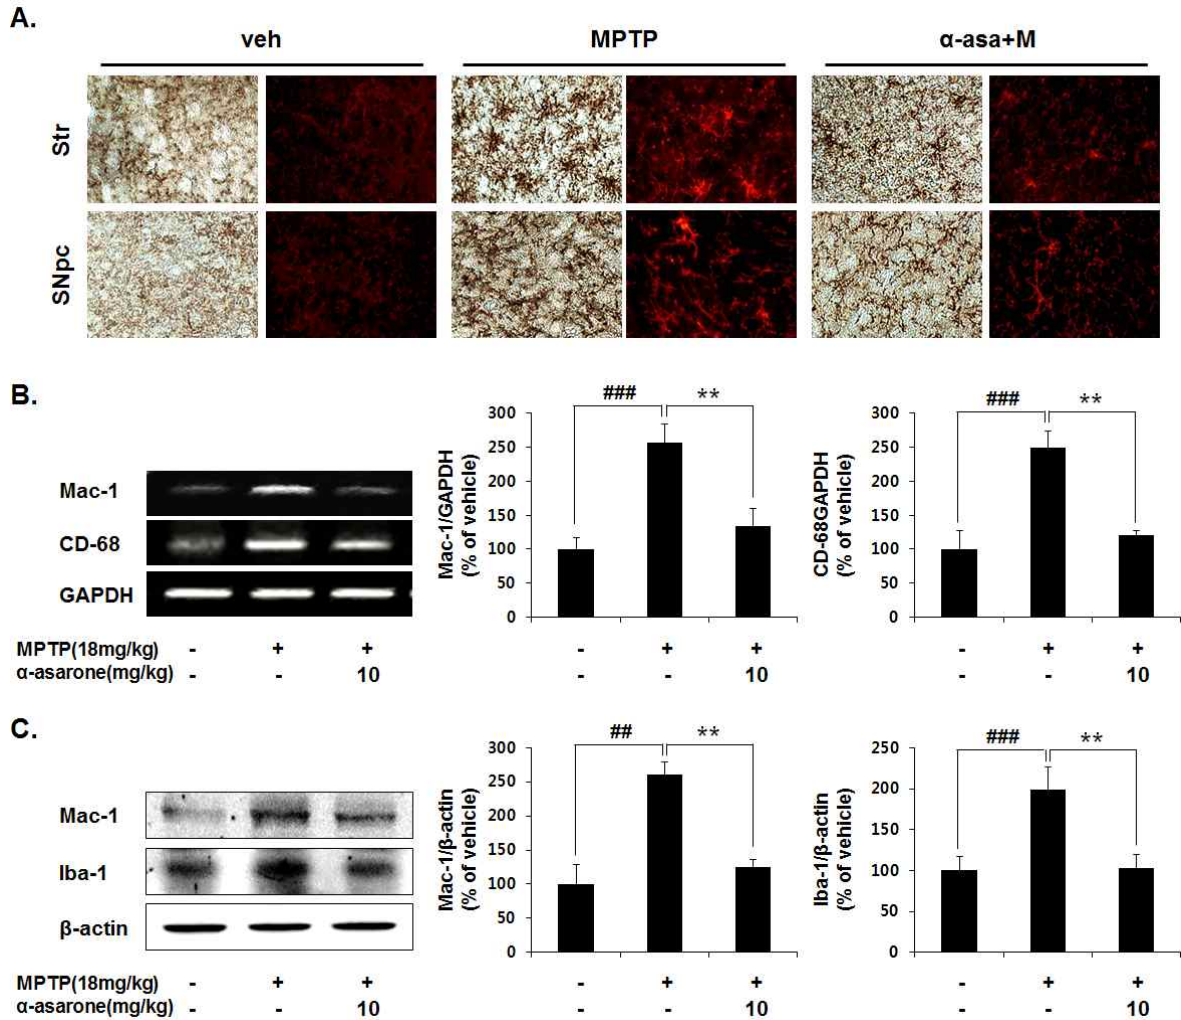 A.
veh MPTP α-asa+M
Str
SNpc
B.
Mac-1
CD-68
GAPDH
MPTP(18mg/kg) - + +
α-asarone(mg/kg) - - 10
### **
Mac-1/GAPDH
(% of vehicle)
300
250
200
150
100
50
0
- + +
- - 10
### **
CD-68GAPDH
(% of vehicle)
300
250
200
150
100
50
0
- + +
- - 10
C.
Mac-1
Iba-1
β-actin
MPTP(18mg/kg) - + +
α-asarone(mg/kg) - - 10
## **
Mac-1/β-actin
(% of vehicle)
300
250
200
150
100
50
0
- + +
- - 10
### **
Iba-1/β-actin
(% of vehicle)
250
200
150
100
50
0
- + +
- - 10